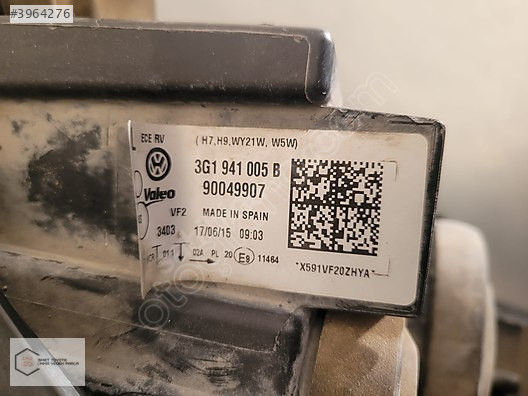 #3964276
ECE RV
( H7,H9,WY21W, W5W)
3G1 941 005 B
Valeo
90049907
VF2
MADE IN SPAIN
3403
17/06/15 09:03
02A PL 20 E9 11464
*X591VF20ZHYA*